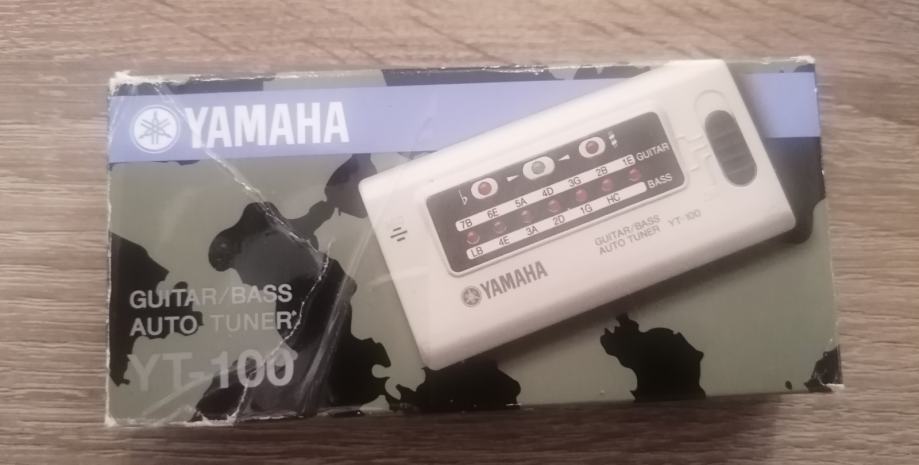 YAMAHA
GUITAR/BASS
AUTO TUNER
YT-100
7B 6E 5A 4D 3G 2B 1E GUITAR
LB 4E 3A 2D 1G HC BASS
GUITAR/BASS
AUTO TUNER YT-100
YAMAHA